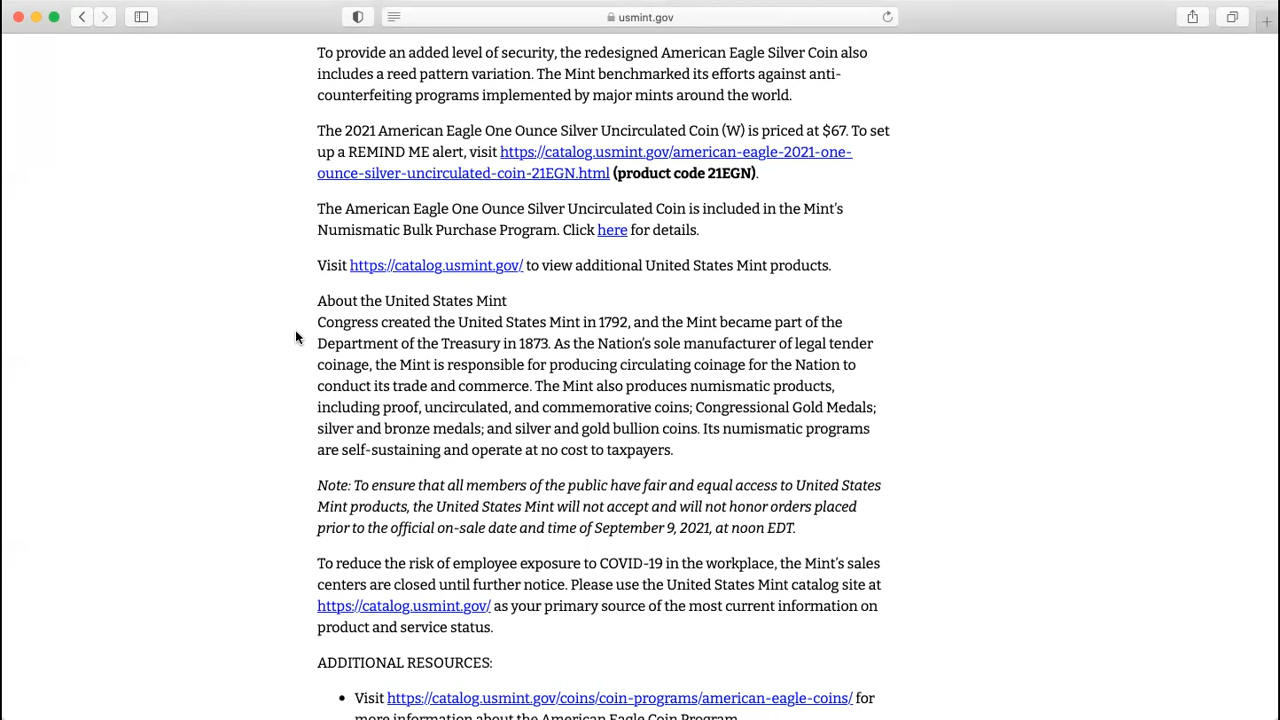 usmint.gov
To provide an added level of security, the redesigned American Eagle Silver Coin also
includes a reed pattern variation. The Mint benchmarked its efforts against anti-
counterfeiting programs implemented by major mints around the world.
The 2021 American Eagle One Ounce Silver Uncirculated Coin (W) is priced at $67. To set
up a REMIND ME alert, visit https://catalog.usmint.gov/american-eagle-2021-one-
ounce-silver-uncirculated-coin-21EGN.html (product code 21EGN).
The American Eagle One Ounce Silver Uncirculated Coin is included in the Mint's
Numismatic Bulk Purchase Program. Click here for details.
Visit https://catalog.usmint.gov/ to view additional United States Mint products.
About the United States Mint
Congress created the United States Mint in 1792, and the Mint became part of the
Department of the Treasury in 1873. As the Nation's sole manufacturer of legal tender
coinage, the Mint is responsible for producing circulating coinage for the Nation to
conduct its trade and commerce. The Mint also produces numismatic products,
including proof, uncirculated, and commemorative coins; Congressional Gold Medals;
silver and bronze medals; and silver and gold bullion coins. Its numismatic programs
are self-sustaining and operate at no cost to taxpayers.
Note: To ensure that all members of the public have fair and equal access to United States
Mint products, the United States Mint will not accept and will not honor orders placed
prior to the official on-sale date and time of September 9, 2021, at noon EDT.
To reduce the risk of employee exposure to COVID-19 in the workplace, the Mint's sales
centers are closed until further notice. Please use the United States Mint catalog site at
https://catalog.usmint.gov/ as your primary source of the most current information on
product and service status.
ADDITIONAL RESOURCES:
• Visit https://catalog.usmint.gov/coins/coin-programs/american-eagle-coins/ for
more information about the American Eagle Coin Program.